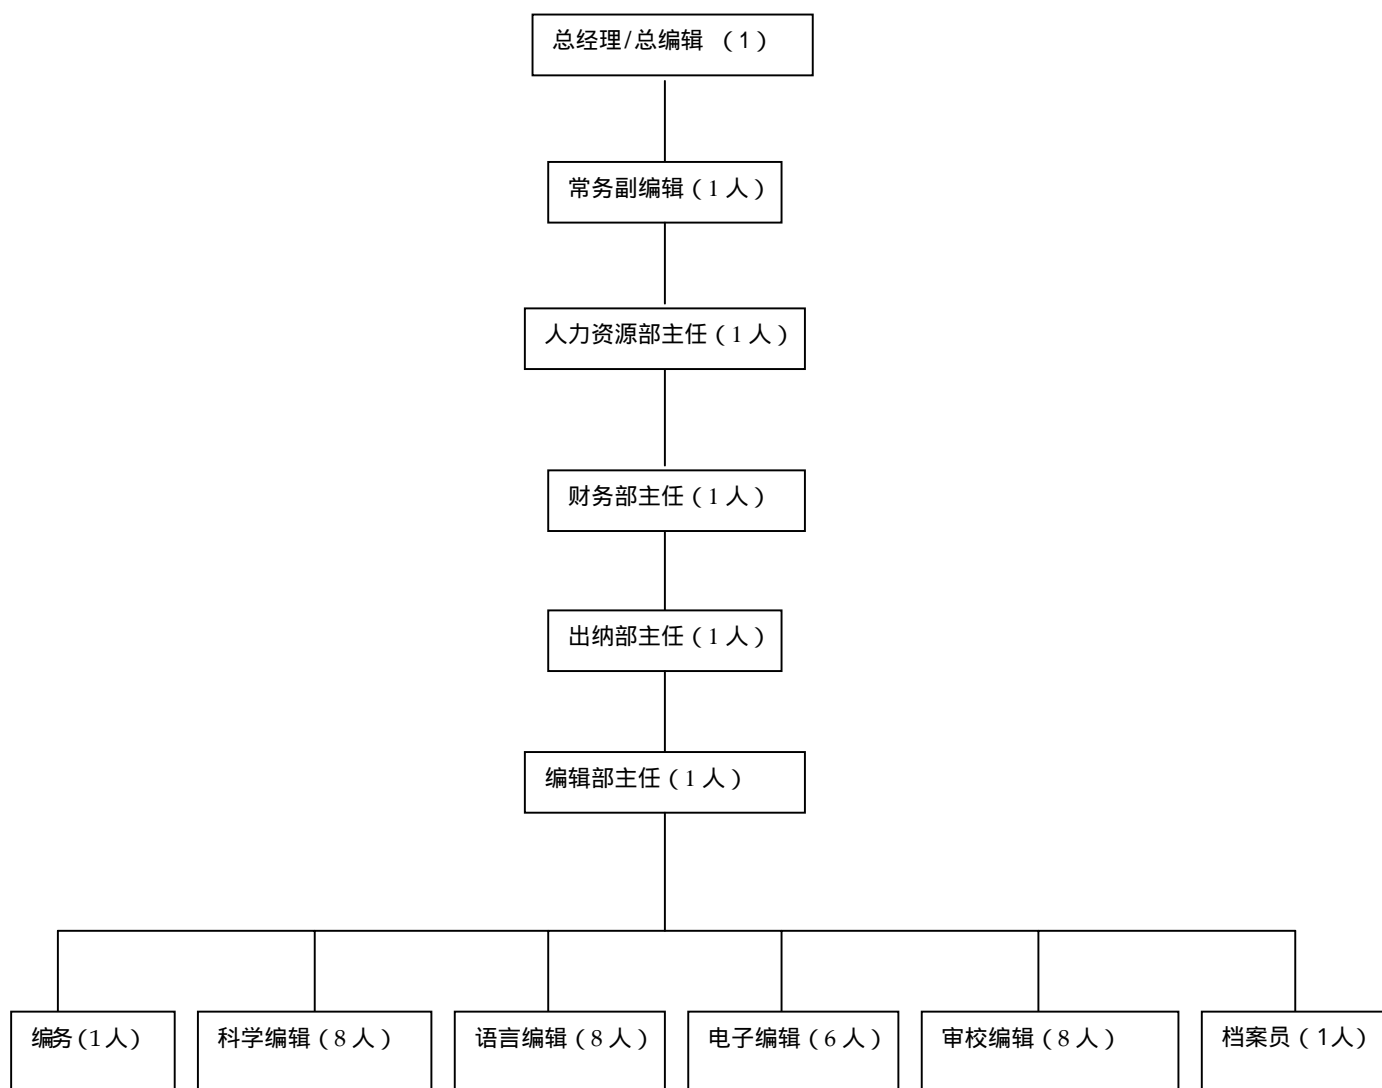 总经理/总编辑 （1）
常务副编辑（1 人）
人力资源部主任（1 人）
财务部主任（1 人）
出纳部主任（1 人）
编辑部主任（1 人）
编务(1人)
科学编辑（8 人）
语言编辑（8 人）
电子编辑（6 人）
审校编辑（8 人）
档案员（1人）